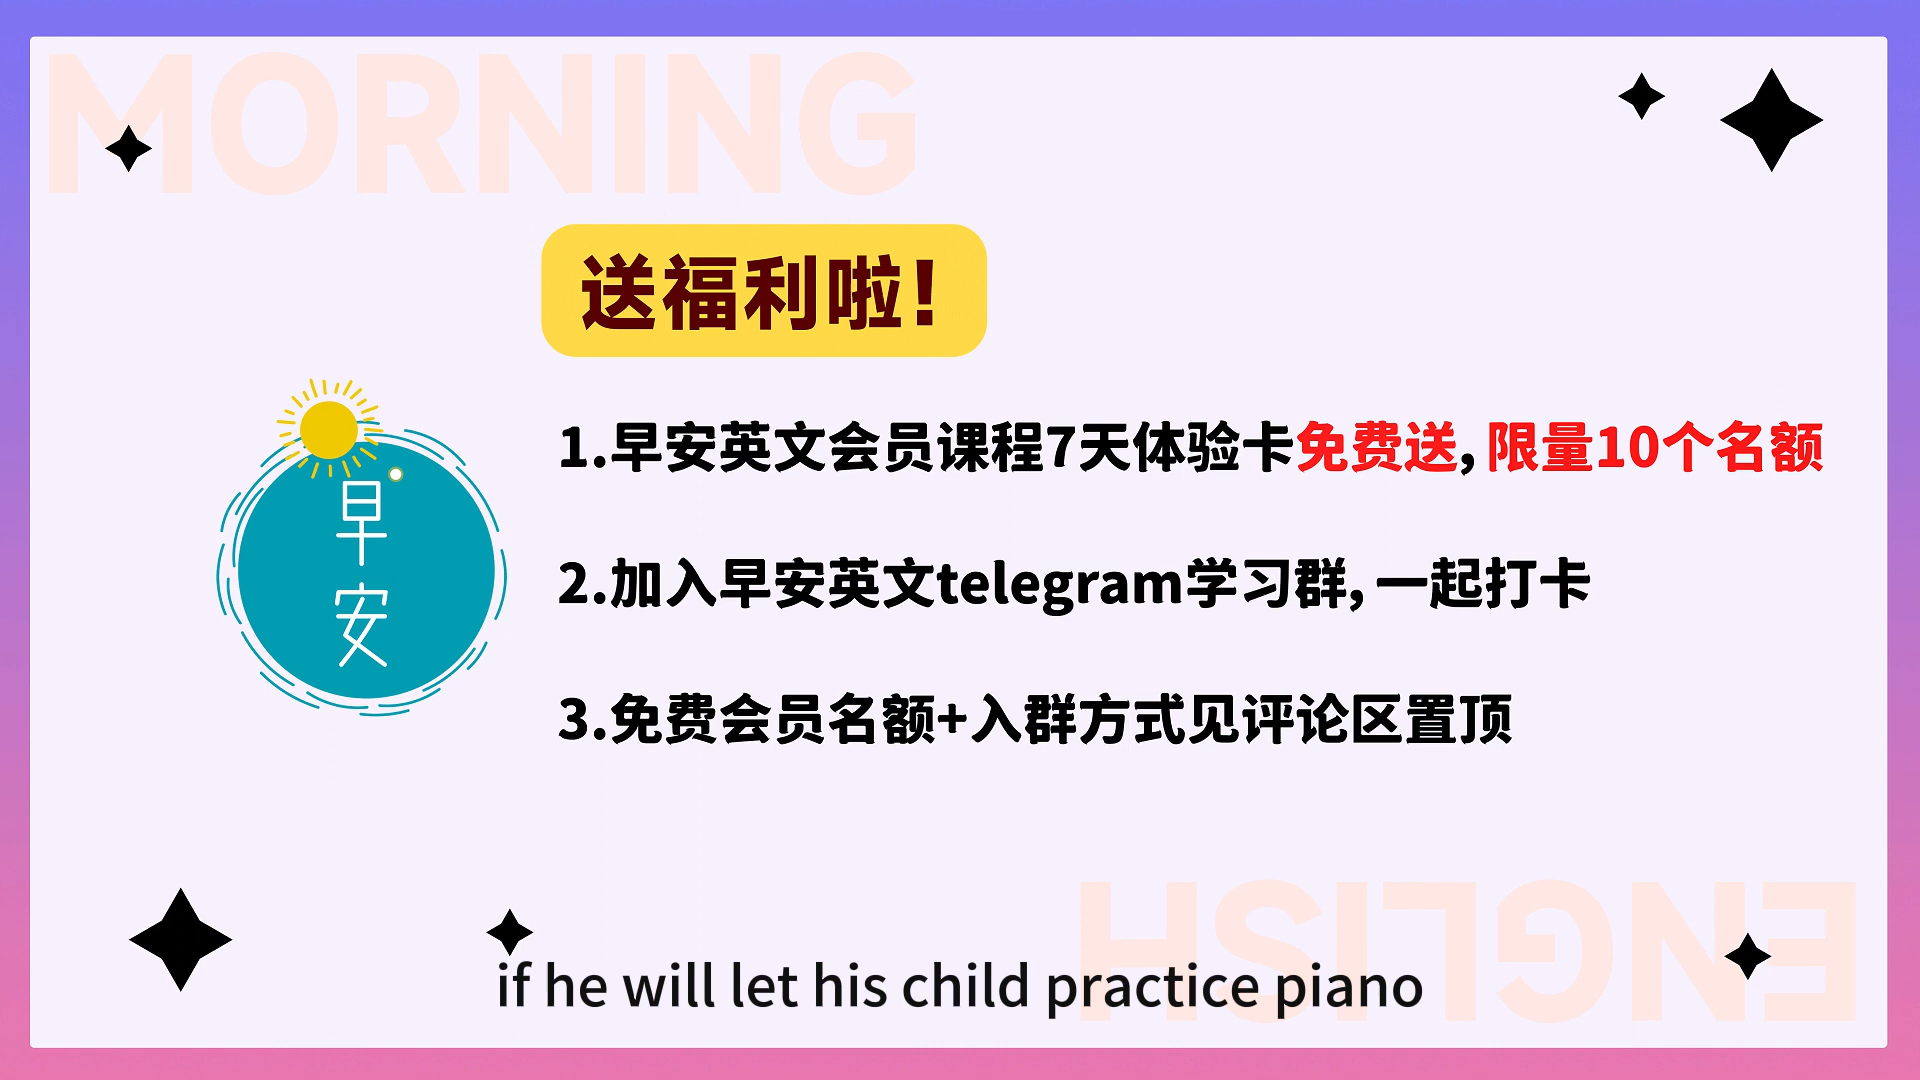 MORNING
送福利啦!
早安
1.早安英文会员课程7天体验卡免费送,限量10个名额
2.加入早安英文telegram学习群,一起打卡
3.免费会员名额+入群方式见评论区置顶
ENGLISH
if he will let his child practice piano